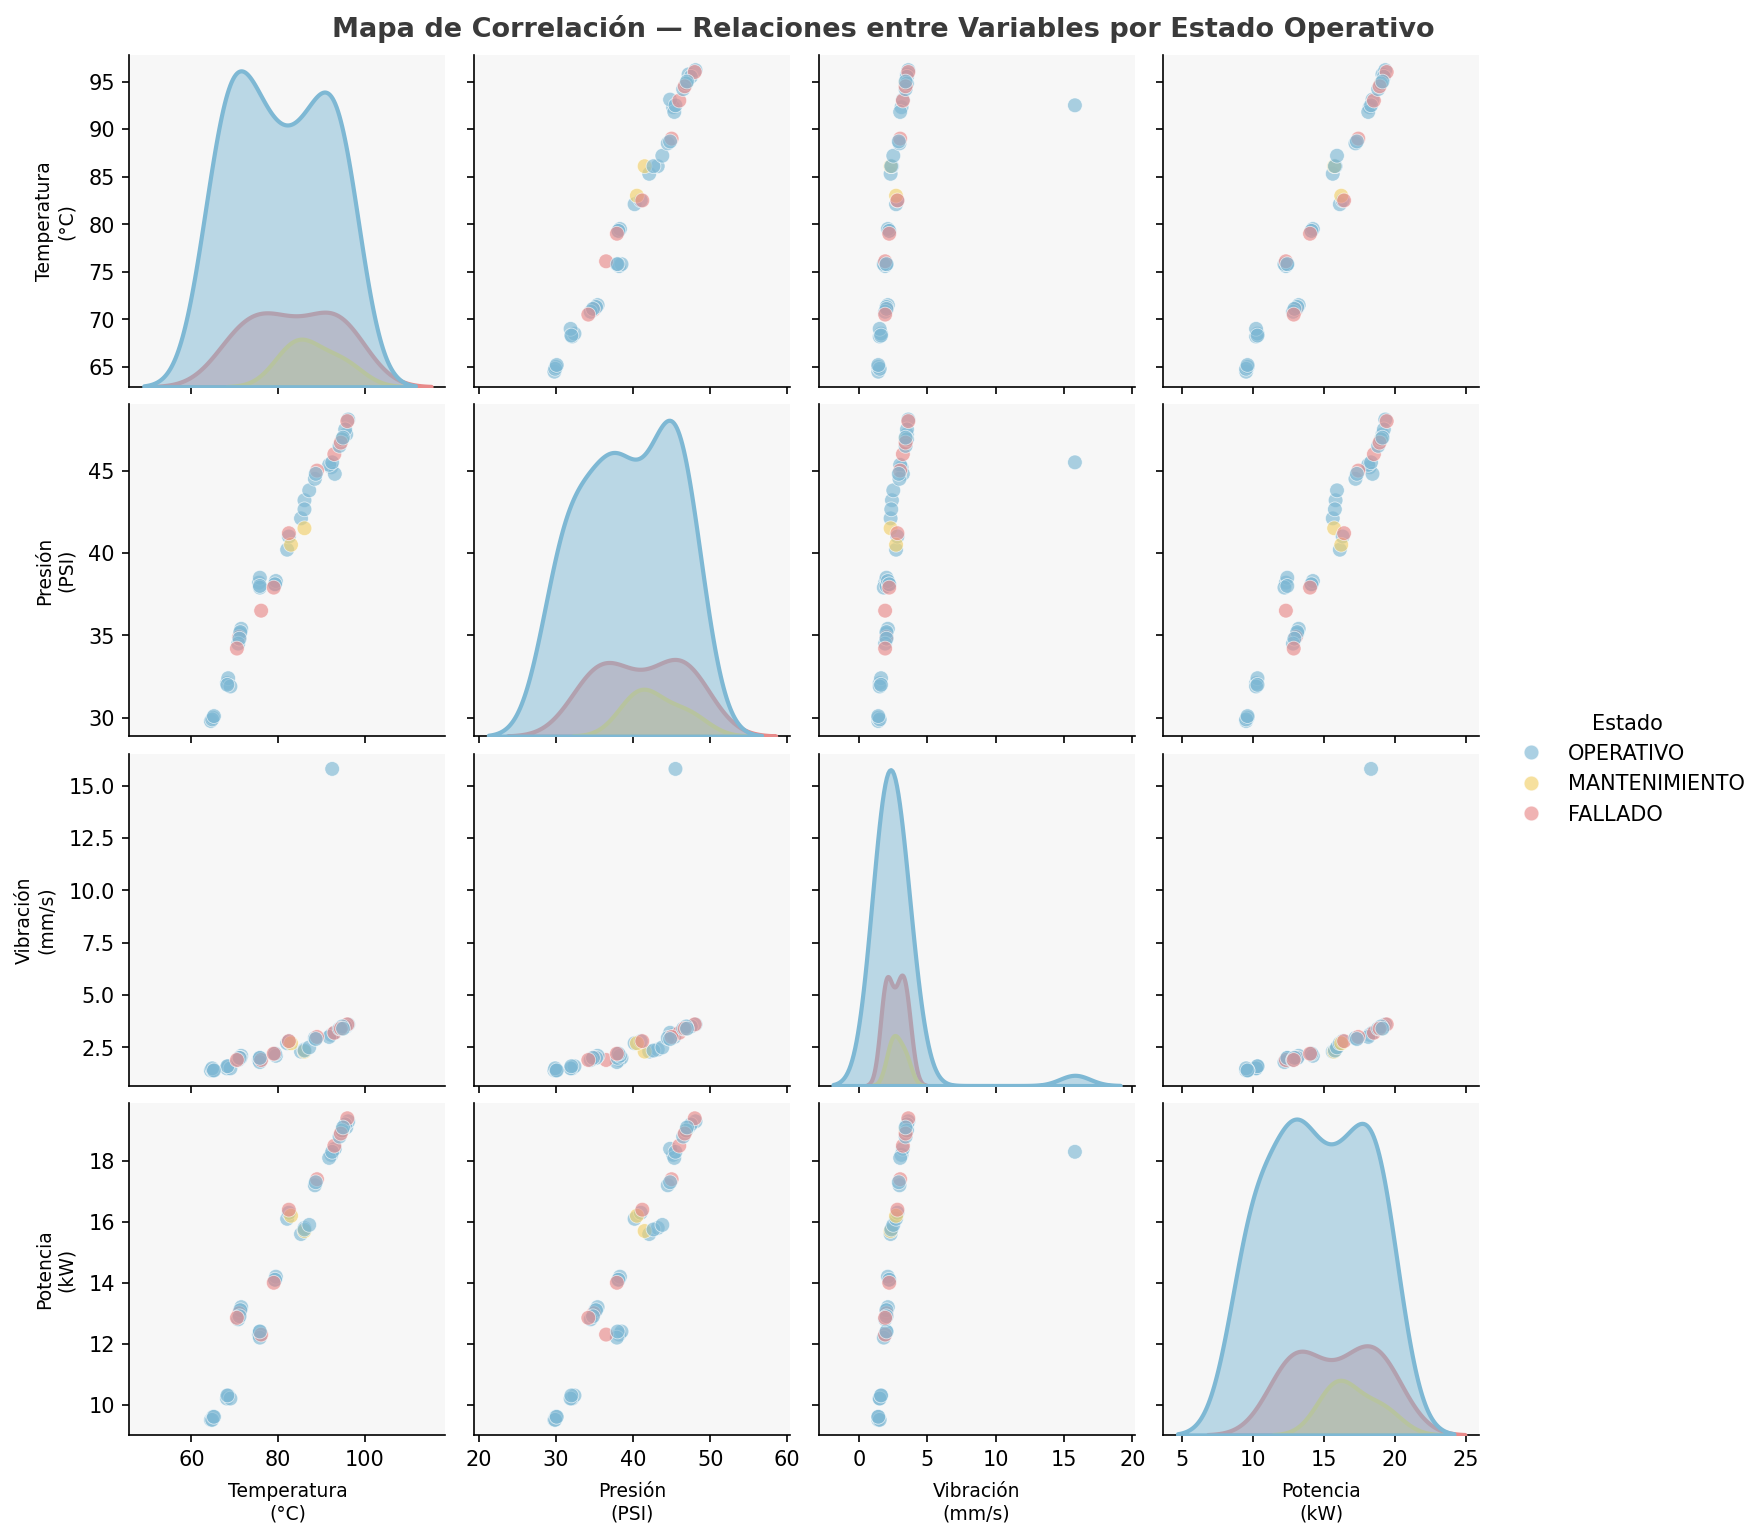 Mapa de Correlación — Relaciones entre Variables por Estado Operativo
95
90
85
80
75
70
65
Temperatura
(°C)
45
40
35
30
Presión
(PSI)
15.0
12.5
10.0
7.5
5.0
2.5
Vibración
(mm/s)
18
16
14
12
10
Potencia
(kW)
60 80 100
20 30 40 50 60
0 5 10 15 20
5 10 15 20 25
Temperatura
(°C)
Presión
(PSI)
Vibración
(mm/s)
Potencia
(kW)
Estado
OPERATIVO
MANTENIMIENTO
FALLADO